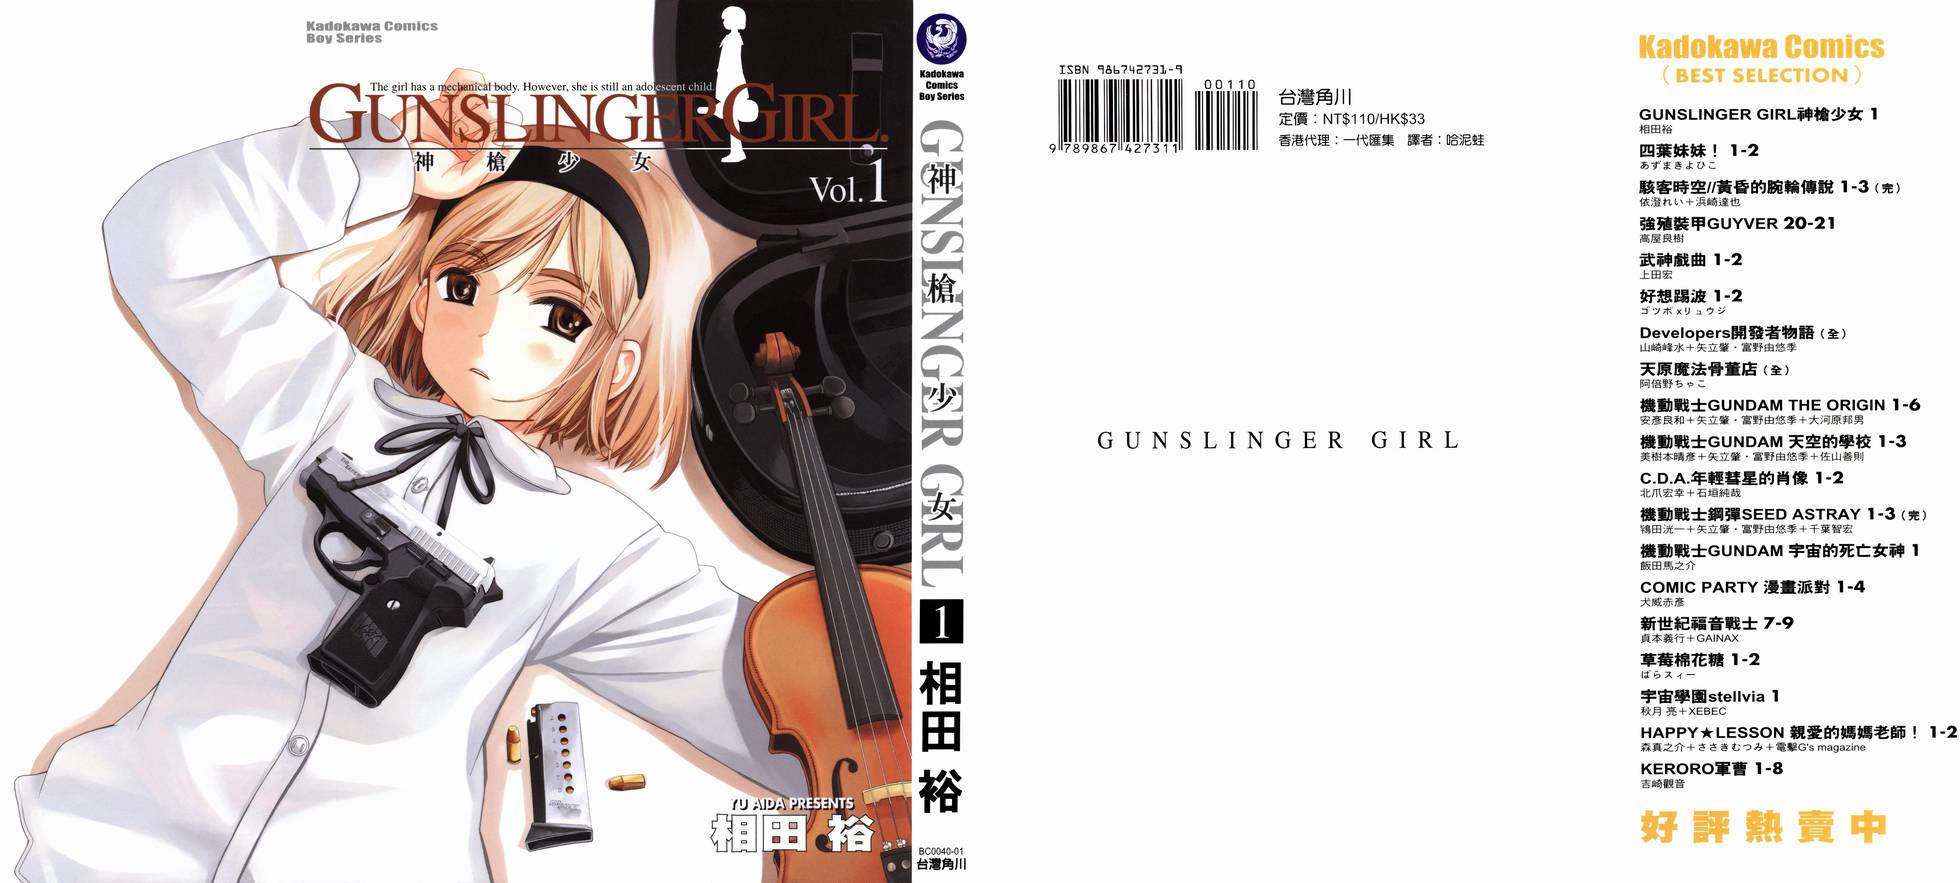 Kadokawa Comics
Boy Series
The girl has a mechanical body. However, she is still an adolescent child.
GUNSLINGER GIRL.
神槍少女
Vol.1
YU AIDA PRESENTS
相田 裕
Kadokawa
Comics
Boy Series
GUNSLINGER GIRL
神槍少女
1
相田 裕
BC0040-01
台灣角川
ISBN 986742731-9
00110
9 789867 427311
台灣角川
定價：NT$110/HK$33
香港代理：一代匯集 譯者：哈泥蛙
GUNSLINGER GIRL
Kadokawa Comics
（BEST SELECTION）
GUNSLINGER GIRL神槍少女 1
相田裕
四葉妹妹！ 1-2
あずまきよひこ
駭客時空//黃昏的腕輪傳說 1-3（完）
依澄れい＋浜崎達也
強殖裝甲GUYVER 20-21
高屋良樹
武神戲曲 1-2
上田宏
好想踢波 1-2
ゴツボ×リュウジ
Developers開發者物語（全）
山崎峰水＋矢立肇・富野由悠季
天原魔法骨董店（全）
阿倍野ちゃこ
機動戰士GUNDAM THE ORIGIN 1-6
安彥良和＋矢立肇・富野由悠季＋大河原邦男
機動戰士GUNDAM 天空的學校 1-3
美樹本晴彥＋矢立肇・富野由悠季＋佐山善則
C.D.A.年輕彗星的肖像 1-2
北爪宏幸＋石垣純哉
機動戰士鋼彈SEED ASTRAY 1-3（完）
鴇田洸一＋矢立肇・富野由悠季＋千葉智宏
機動戰士GUNDAM 宇宙的死亡女神 1
飯田馬之介
COMIC PARTY 漫畫派對 1-4
犬威赤彥
新世紀福音戰士 7-9
貞本義行＋GAINAX
草莓棉花糖 1-2
ばらスィー
宇宙學園stellvia 1
秋月 亮＋XEBEC
HAPPY★LESSON 親愛的媽媽老師！ 1-2
森真之介＋ささきむつみ＋電擊G's magazine
KERORO軍曹 1-8
吉崎觀音
好評熱賣中